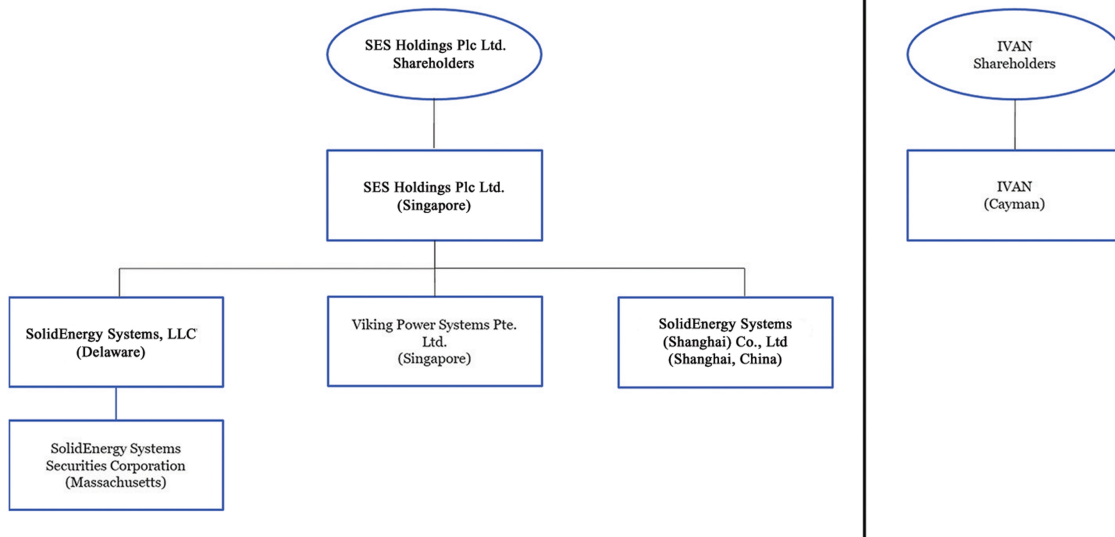 SES Holdings Plc Ltd.
Shareholders
SES Holdings Plc Ltd.
(Singapore)
SolidEnergy Systems, LLC
(Delaware)
Viking Power Systems Pte.
Ltd.
(Singapore)
SolidEnergy Systems
(Shanghai) Co., Ltd
(Shanghai, China)
SolidEnergy Systems
Securities Corporation
(Massachusetts)
IVAN
Shareholders
IVAN
(Cayman)